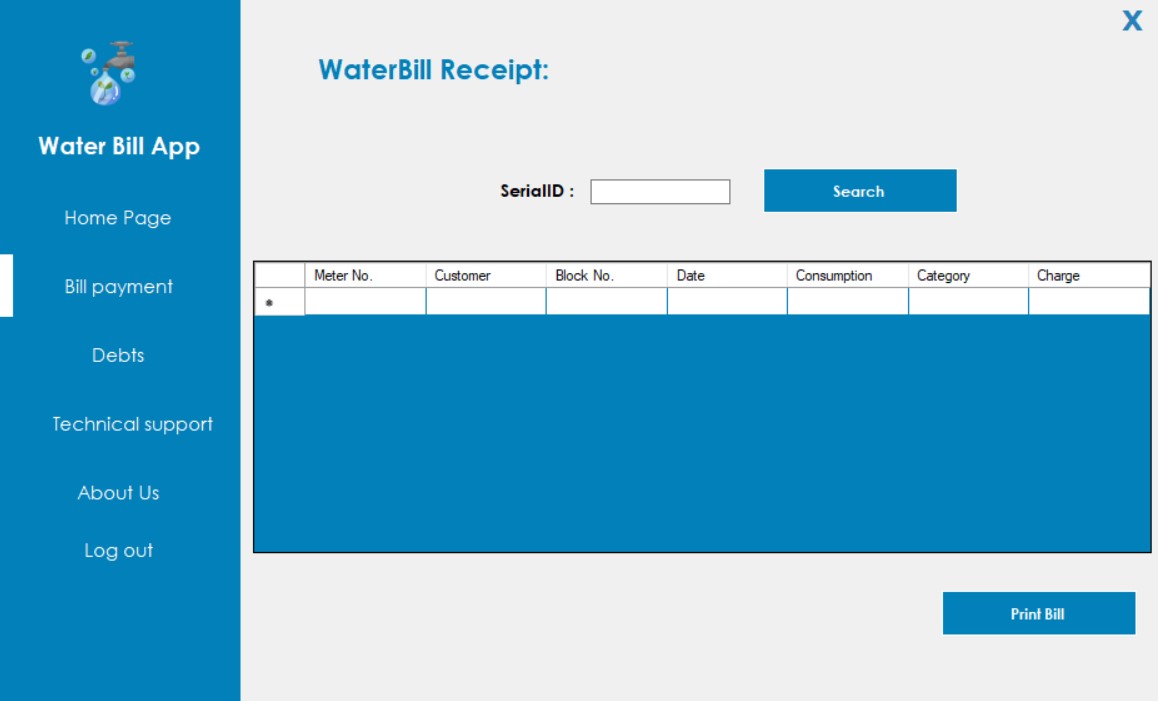 X
WaterBill Receipt:
Water Bill App
Home Page
Bill payment
Debts
Technical support
About Us
Log out
SerialID :
Search
Meter No. Customer Block No. Date Consumption Category Charge
*
Print Bill